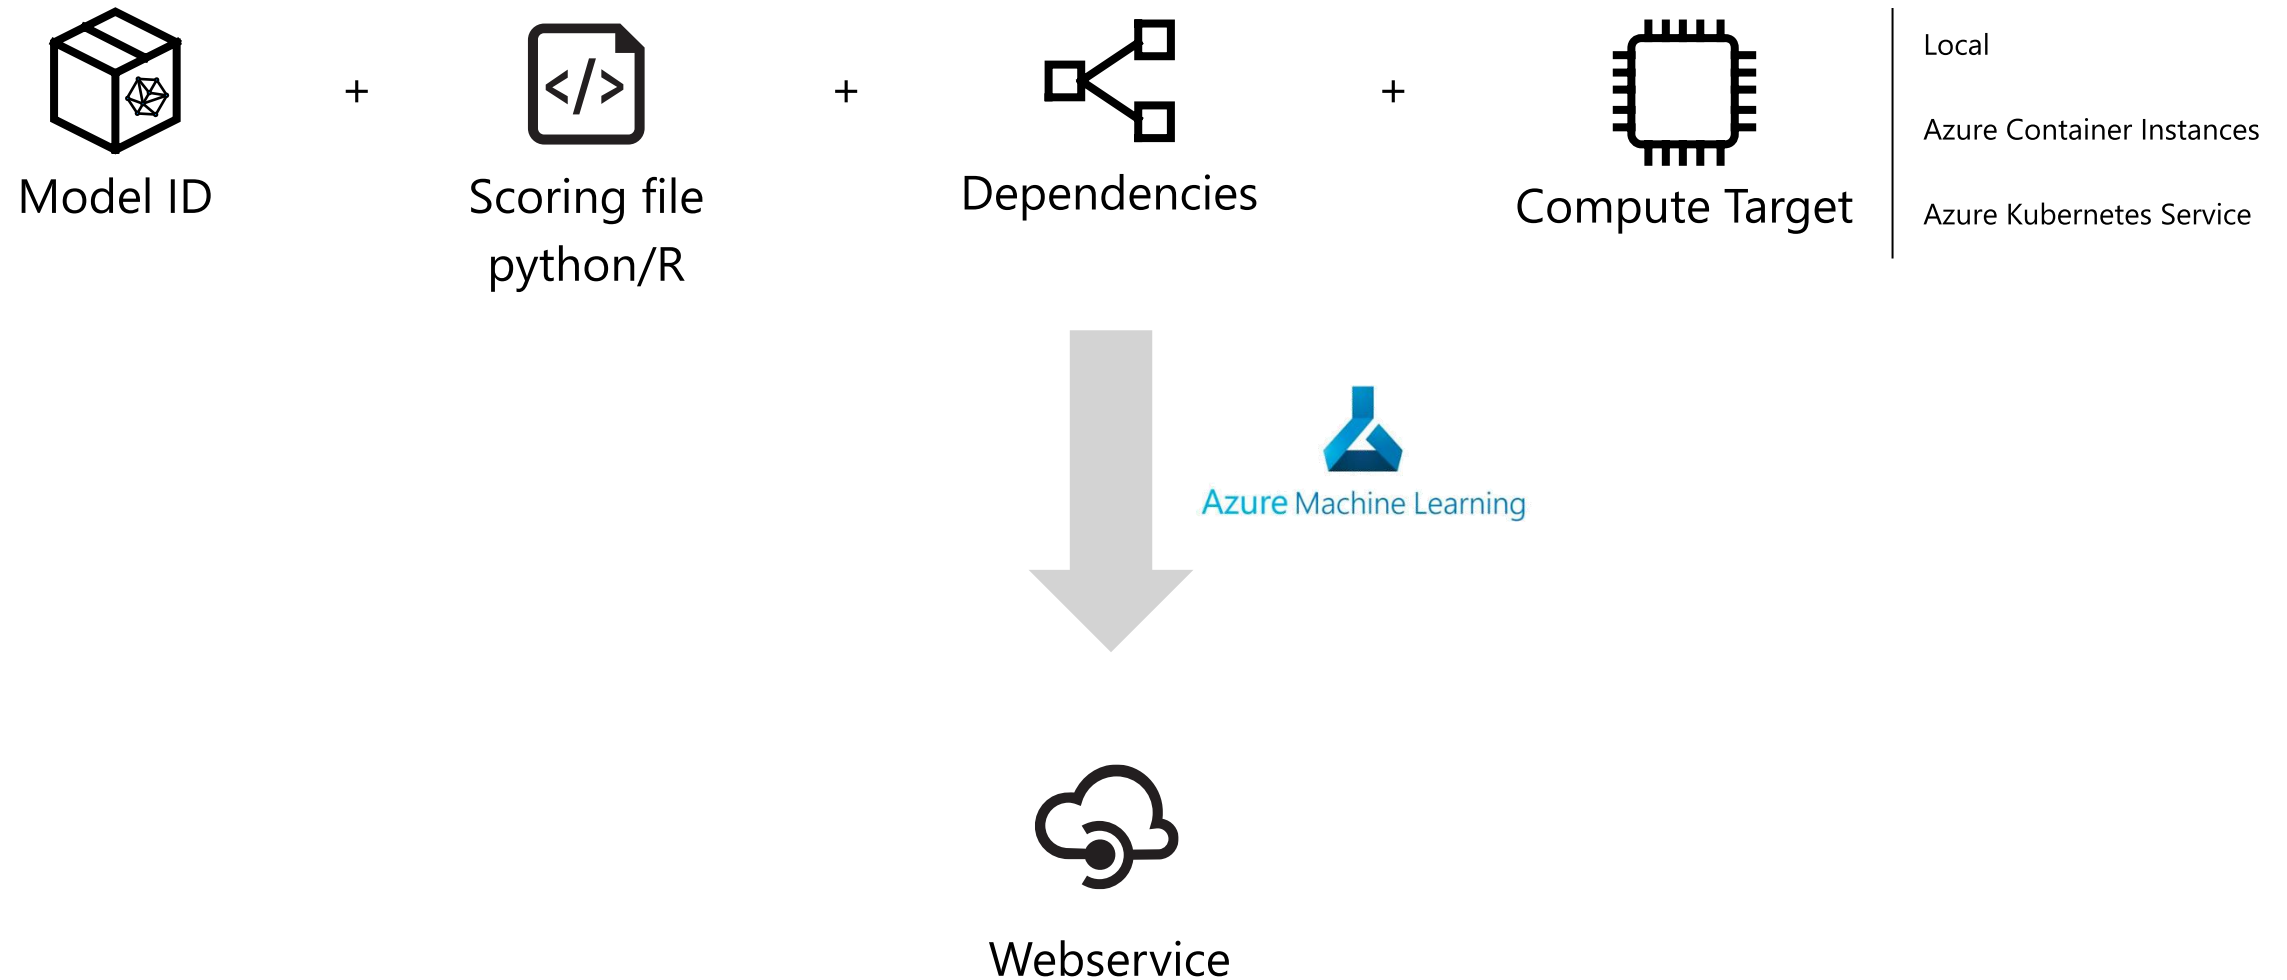 +
+
+
Model ID
Scoring file
python/R
Dependencies
Compute Target
Local
Azure Container Instances
Azure Kubernetes Service
</>
Azure Machine Learning
Webservice